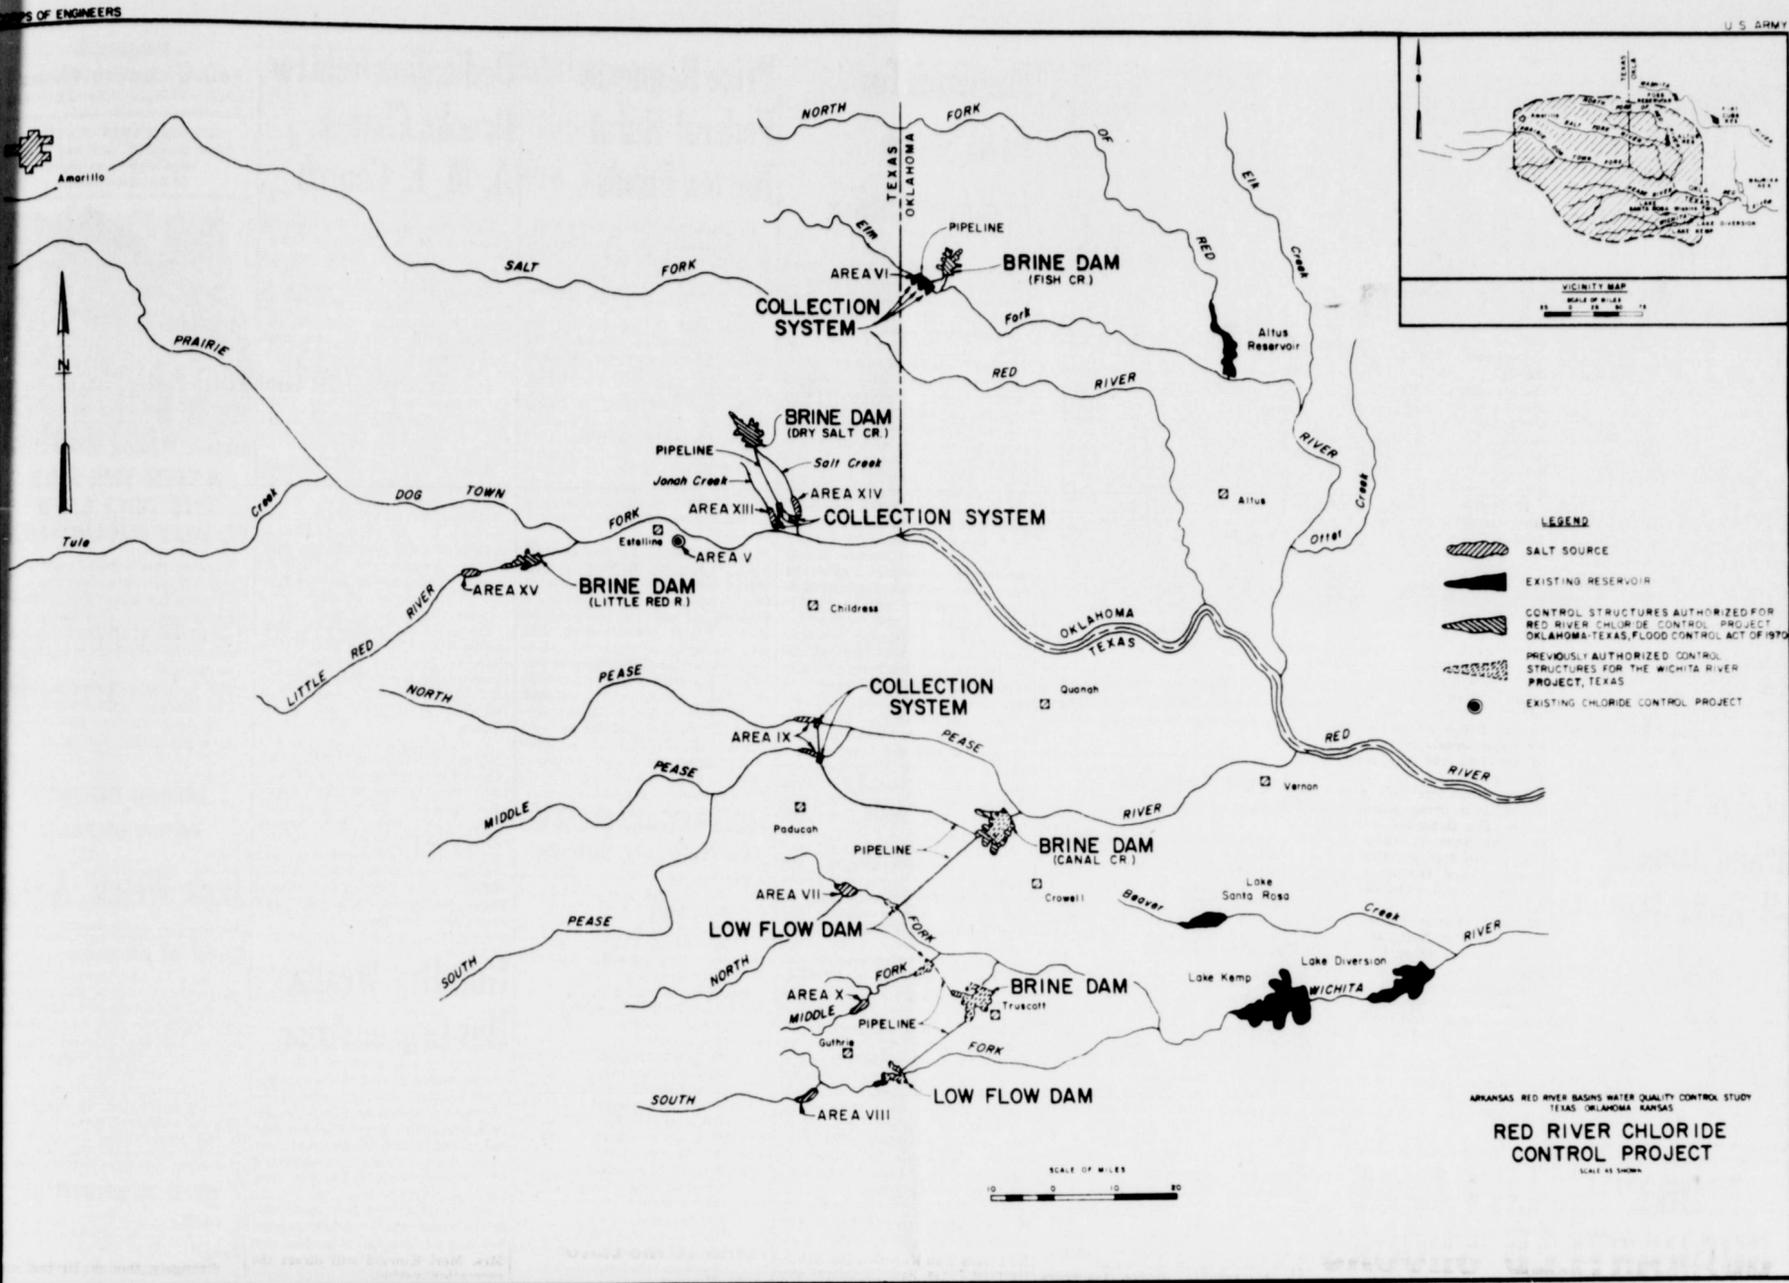 OF ENGINEERS
U S ARMY
NORTH FORK OF RED RIVER
TEXAS
OKLAHOMA
Amarillo
Elk Creek
Elm Fork
PIPELINE
BRINE DAM
(FISH CR.)
AREA VI
COLLECTION
SYSTEM
SALT FORK
Altus
Reservoir
PRAIRIE
N
RED RIVER
BRINE DAM
(DRY SALT CR.)
PIPELINE
Salt Creek
Jonah Creek
AREA XIV
AREA XIII
COLLECTION SYSTEM
DOG TOWN FORK
Altus
Otter Creek
Tule Creek
Estelline
AREA V
AREA XV
BRINE DAM
(LITTLE RED R.)
Childress
LITTLE RED RIVER
OKLAHOMA
TEXAS
NORTH PEASE
COLLECTION
SYSTEM
Quanah
AREA IX
PEASE RIVER
RED RIVER
MIDDLE PEASE
Vernon
Paducah
PIPELINE
BRINE DAM
(CANAL CR.)
AREA VII
Crowell
Lake
Santa Rosa
Beaver Creek
SOUTH PEASE
LOW FLOW DAM
NORTH FORK
Lake Kemp
Lake Diversion
WICHITA RIVER
AREA X
MIDDLE FORK
BRINE DAM
Truscott
PIPELINE
Guthrie
SOUTH FORK
LOW FLOW DAM
AREA VIII
SCALE OF MILES
10 0 10 20
TEXAS
OKLA
Amarillo
VICINITY MAP
SCALE OF MILES
25 0 25 50 75
LEGEND
SALT SOURCE
EXISTING RESERVOIR
CONTROL STRUCTURES AUTHORIZED FOR
RED RIVER CHLORIDE CONTROL PROJECT
OKLAHOMA-TEXAS, FLOOD CONTROL ACT OF 1970
PREVIOUSLY AUTHORIZED CONTROL
STRUCTURES FOR THE WICHITA RIVER
PROJECT, TEXAS
EXISTING CHLORIDE CONTROL PROJECT
ARKANSAS RED RIVER BASINS WATER QUALITY CONTROL STUDY
TEXAS OKLAHOMA KANSAS
RED RIVER CHLORIDE
CONTROL PROJECT
SCALE AS SHOWN